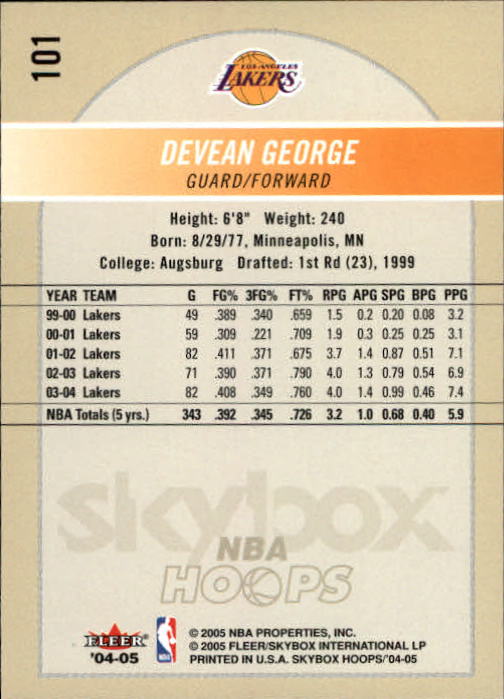 101
LOS ANGELES
LAKERS
DEVEAN GEORGE
GUARD/FORWARD
Height: 6'8" Weight: 240
Born: 8/29/77, Minneapolis, MN
College: Augsburg Drafted: 1st Rd (23), 1999
YEAR TEAM G FG% 3FG% FT% RPG APG SPG BPG PPG
99-00 Lakers 49 .389 .340 .659 1.5 0.2 0.20 0.08 3.2
00-01 Lakers 59 .309 .221 .709 1.9 0.3 0.25 0.25 3.1
01-02 Lakers 82 .411 .371 .675 3.7 1.4 0.87 0.51 7.1
02-03 Lakers 71 .390 .371 .790 4.0 1.3 0.79 0.54 6.9
03-04 Lakers 82 .408 .349 .760 4.0 1.4 0.99 0.46 7.4
NBA Totals (5 yrs.) 343 .392 .345 .726 3.2 1.0 0.68 0.40 5.9
skybox
NBA
HOOPS
FLEER
'04-05
© 2005 NBA PROPERTIES, INC.
© 2005 FLEER/SKYBOX INTERNATIONAL LP
PRINTED IN U.S.A. SKYBOX HOOPS/'04-05